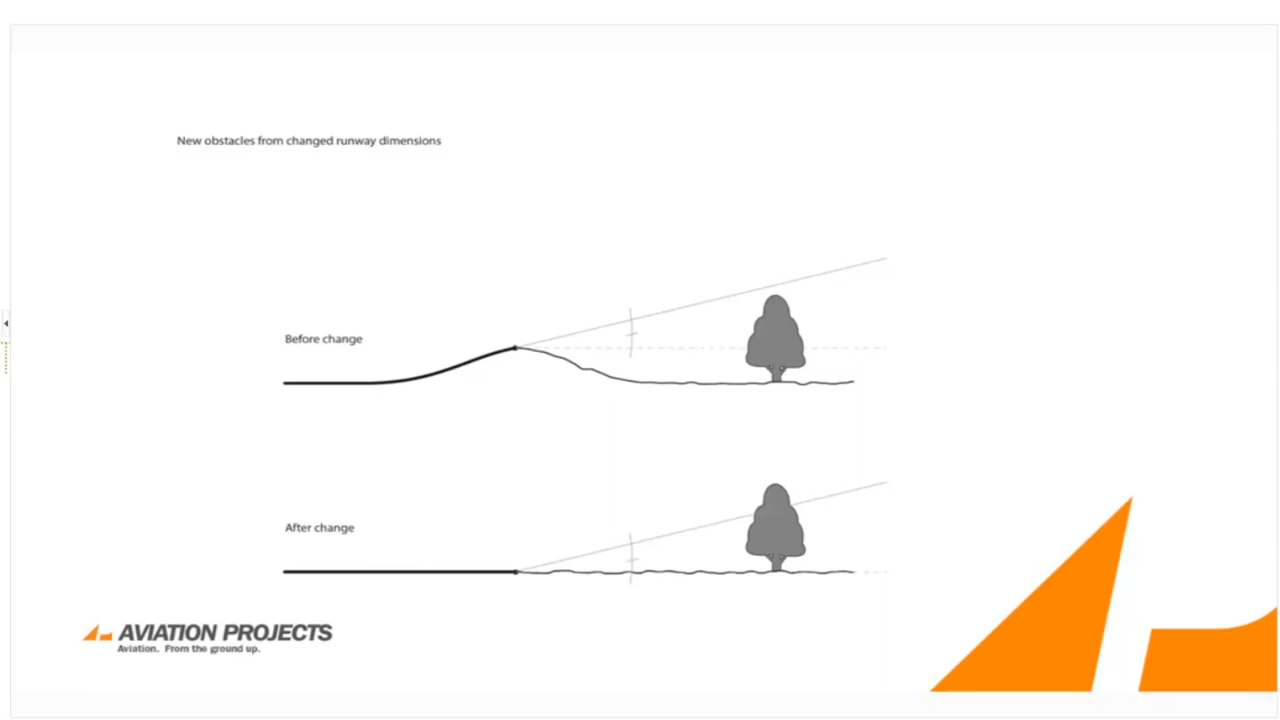 New obstacles from changed runway dimensions
Before change
After change
AVIATION PROJECTS
Aviation. From the ground up.